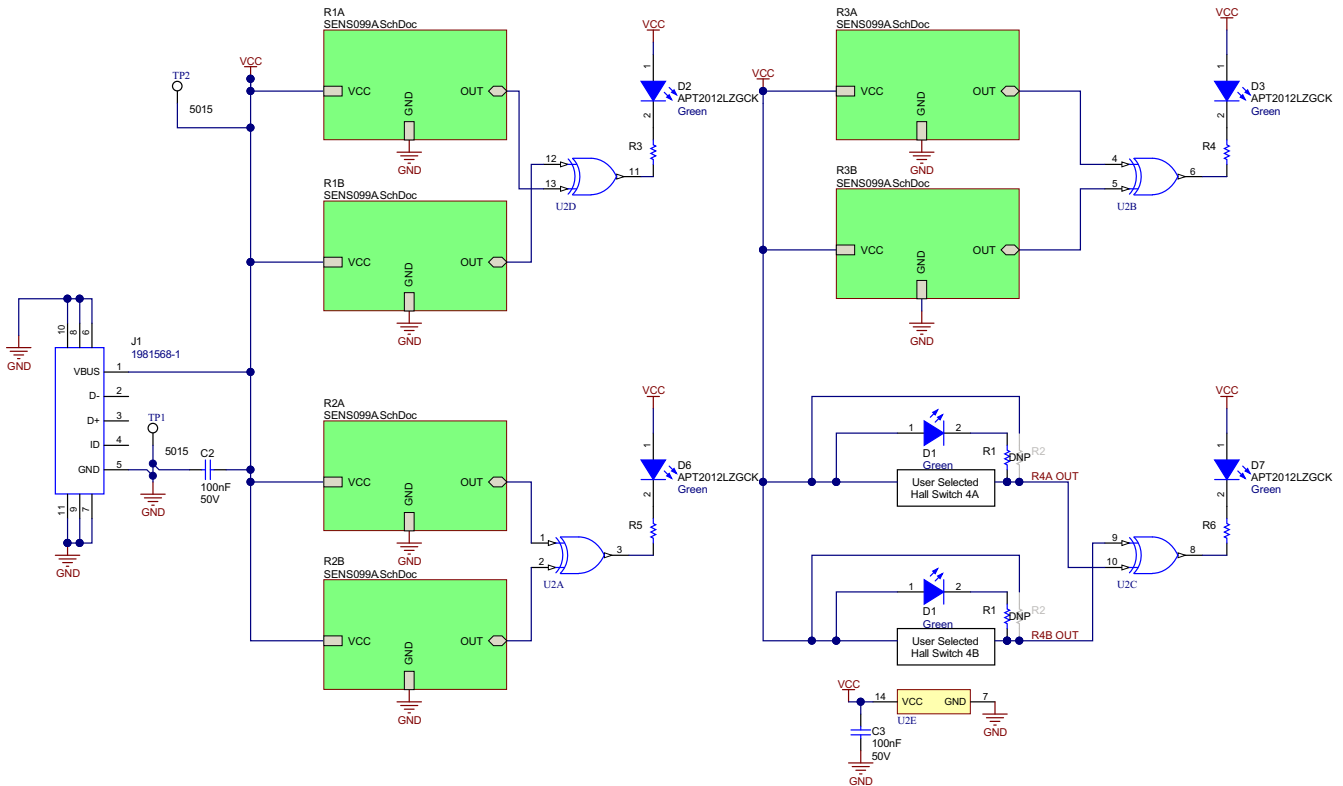 R1A
SENS099A.SchDoc
VCC
GND
OUT
GND
R1B
SENS099A.SchDoc
VCC
GND
OUT
GND
VCC
TP2
5015
VCC
1
D2
APT2012LZGCK
Green
2
R3
12
13
11
U2D
R3A
SENS099A.SchDoc
VCC
GND
OUT
GND
R3B
SENS099A.SchDoc
VCC
GND
OUT
GND
VCC
VCC
1
D3
APT2012LZGCK
Green
2
R4
4
5
6
U2B
10
8
6
GND
J1
1981568-1
VBUS 1
D- 2
D+ 3
ID 4
GND 5
11
9
7
GND
TP1
5015
GND
C2
100nF
50V
R2A
SENS099A.SchDoc
VCC
GND
OUT
GND
R2B
SENS099A.SchDoc
VCC
GND
OUT
GND
VCC
1
D6
APT2012LZGCK
Green
2
R5
1
2
3
U2A
1
2
D1
Green
R1
DNP
R2
User Selected
Hall Switch 4A
R4A OUT
1
2
D1
Green
R1
DNP
R2
User Selected
Hall Switch 4B
R4B OUT
VCC
1
D7
APT2012LZGCK
Green
2
R6
9
10
8
U2C
VCC
14
VCC
GND
7
U2E
GND
C3
100nF
50V
GND